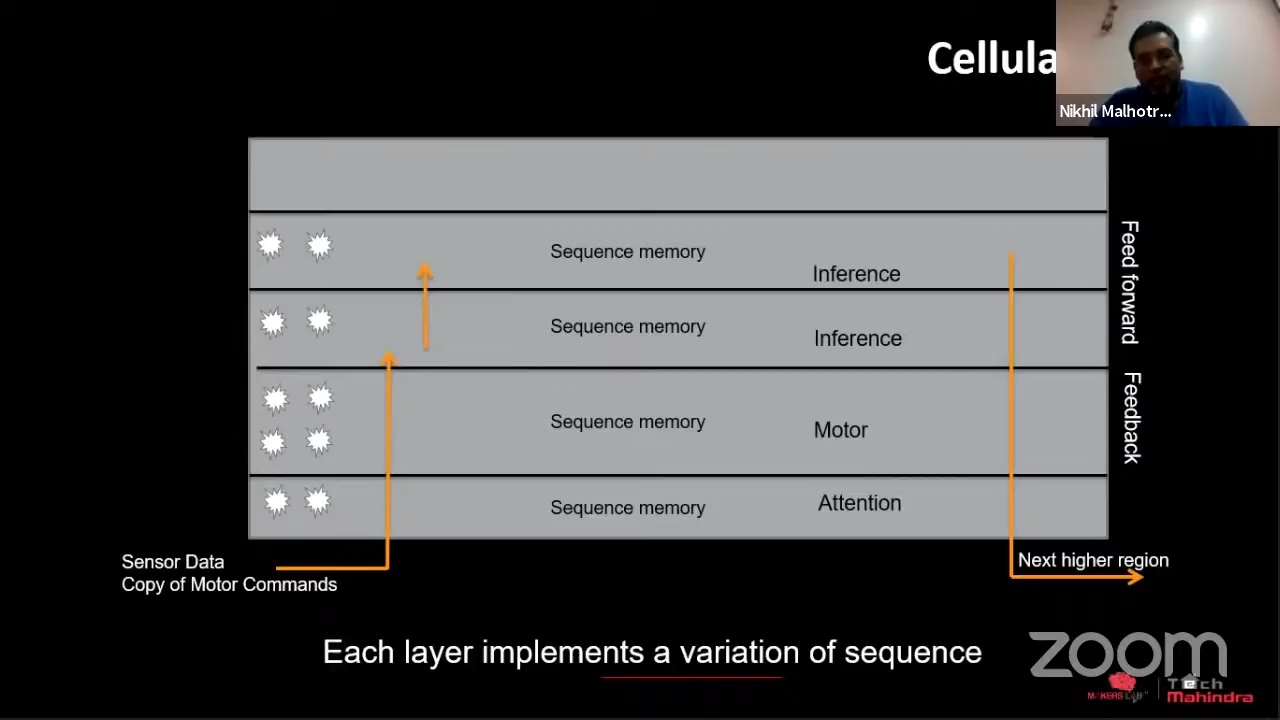 Cellula
Nikhil Malhotr...
Sequence memory
Inference
Sequence memory
Inference
Sequence memory
Motor
Sequence memory
Attention
Feed forward
Feedback
Sensor Data
Copy of Motor Commands
Next higher region
Each layer implements a variation of sequence
zoom
MAKERS LAB
Tech
Mahindra